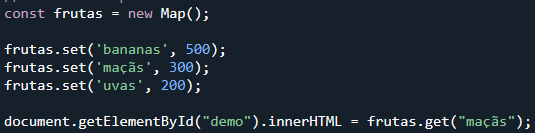 const frutas = new Map();
frutas.set('bananas', 500);
frutas.set('maçãs', 300);
frutas.set('uvas', 200);
document.getElementById("demo").innerHTML = frutas.get("maçãs");